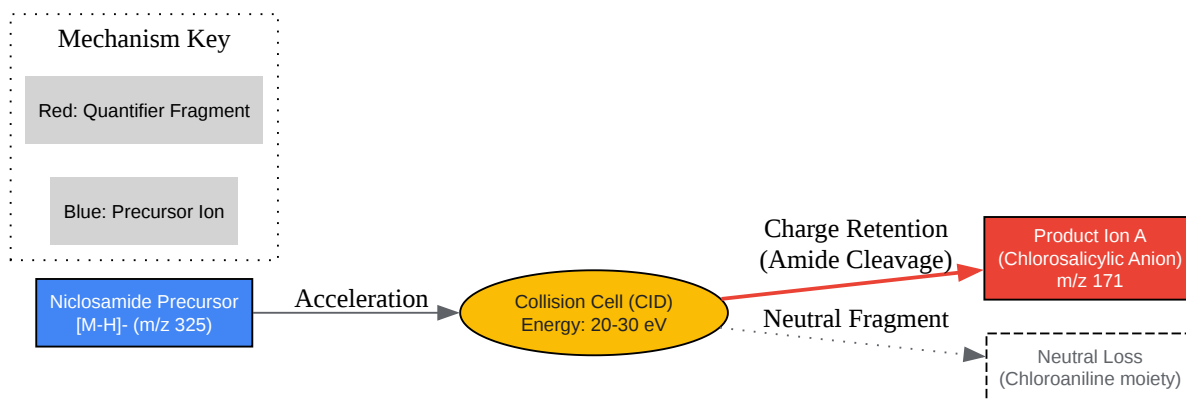 Mechanism Key
Red: Quantifier Fragment
Blue: Precursor Ion
Niclosamide Precursor
[M-H]- (m/z 325)
Acceleration
Collision Cell (CID)
Energy: 20-30 eV
Charge Retention
(Amide Cleavage)
Neutral Fragment
Product Ion A
(Chlorosalicylic Anion)
m/z 171
Neutral Loss
(Chloroaniline moiety)